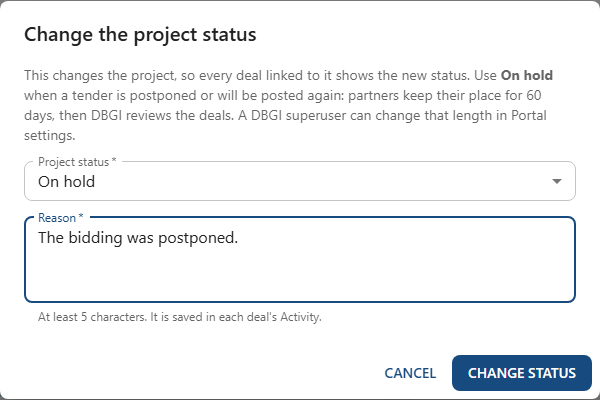 Change the project status
This changes the project, so every deal linked to it shows the new status. Use On hold
when a tender is postponed or will be posted again: partners keep their place for 60
days, then DBGI reviews the deals. A DBGI superuser can change that length in Portal
settings.
Project status *
On hold
Reason *
The bidding was postponed.
At least 5 characters. It is saved in each deal's Activity.
CANCEL
CHANGE STATUS